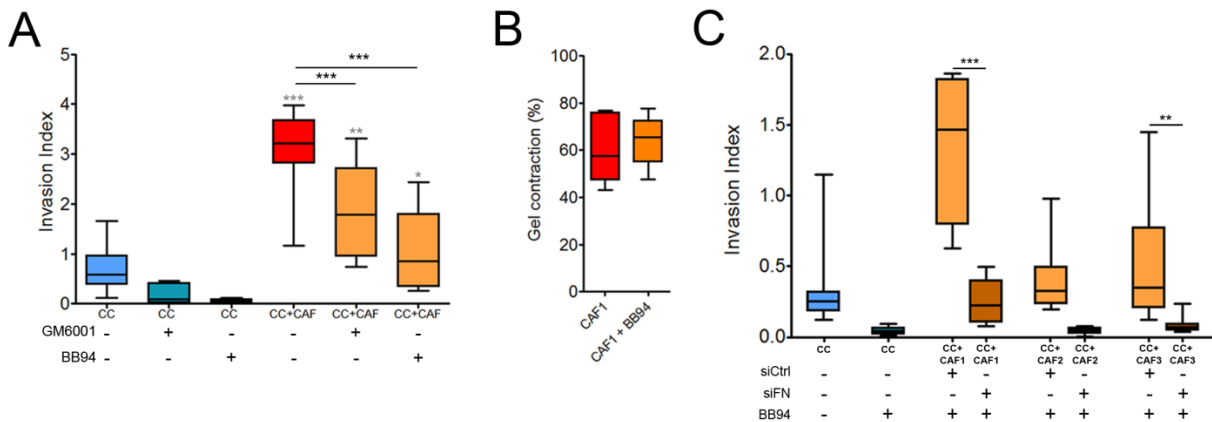 A
Invasion Index
5
4
3
2
1
0
***
***
***
**
*
CC CC CC CC+CAF CC+CAF CC+CAF
GM6001 - + - - + -
BB94 - - + - - +
B
Gel contraction (%)
100
80
60
40
20
0
CAF1
CAF1 + BB94
C
Invasion Index
2.0
1.5
1.0
0.5
0.0
***
**
CC CC CC+ CC+ CC+ CC+ CC+ CC+
CAF1 CAF1 CAF2 CAF2 CAF3 CAF3
siCtrl - - + - + - + -
siFN - - - + - + - +
BB94 - + + + + + + +